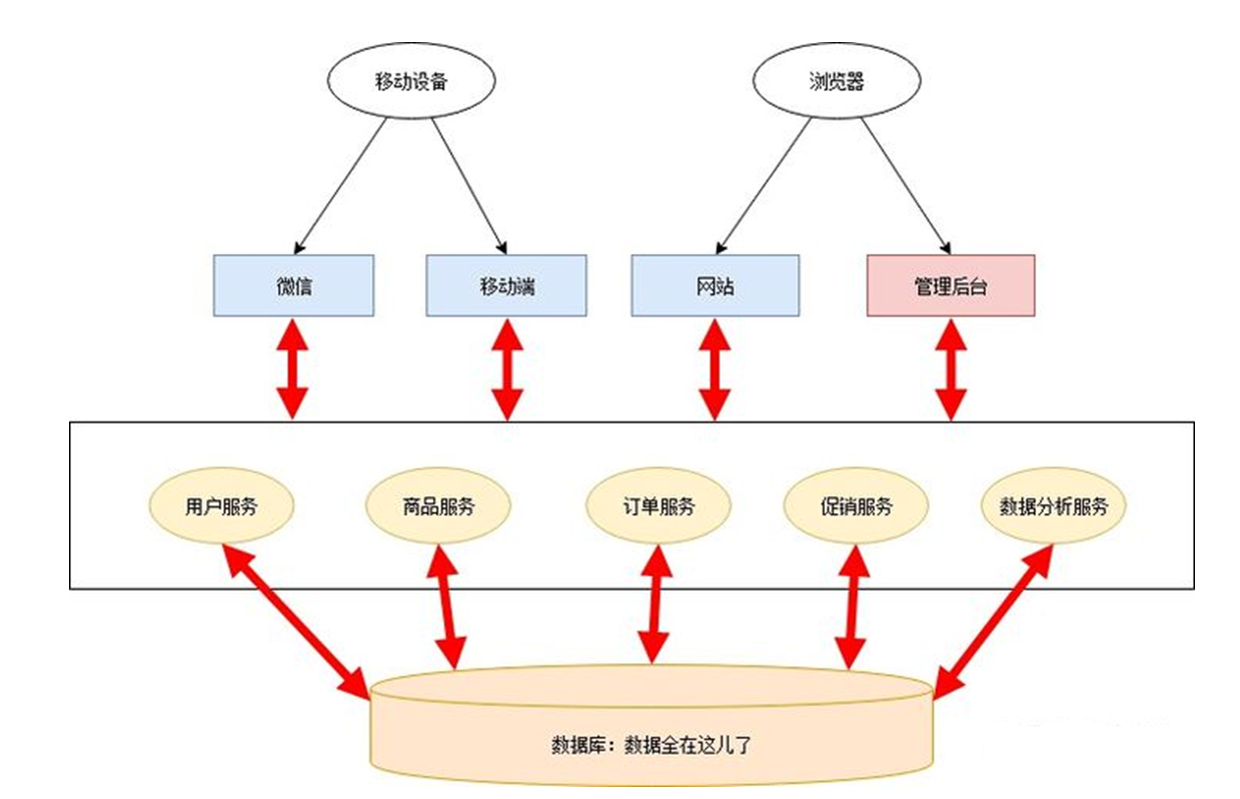 移动设备
浏览器
微信
移动端
网站
管理后台
用户服务
商品服务
订单服务
促销服务
数据分析服务
数据库：数据全在这儿了